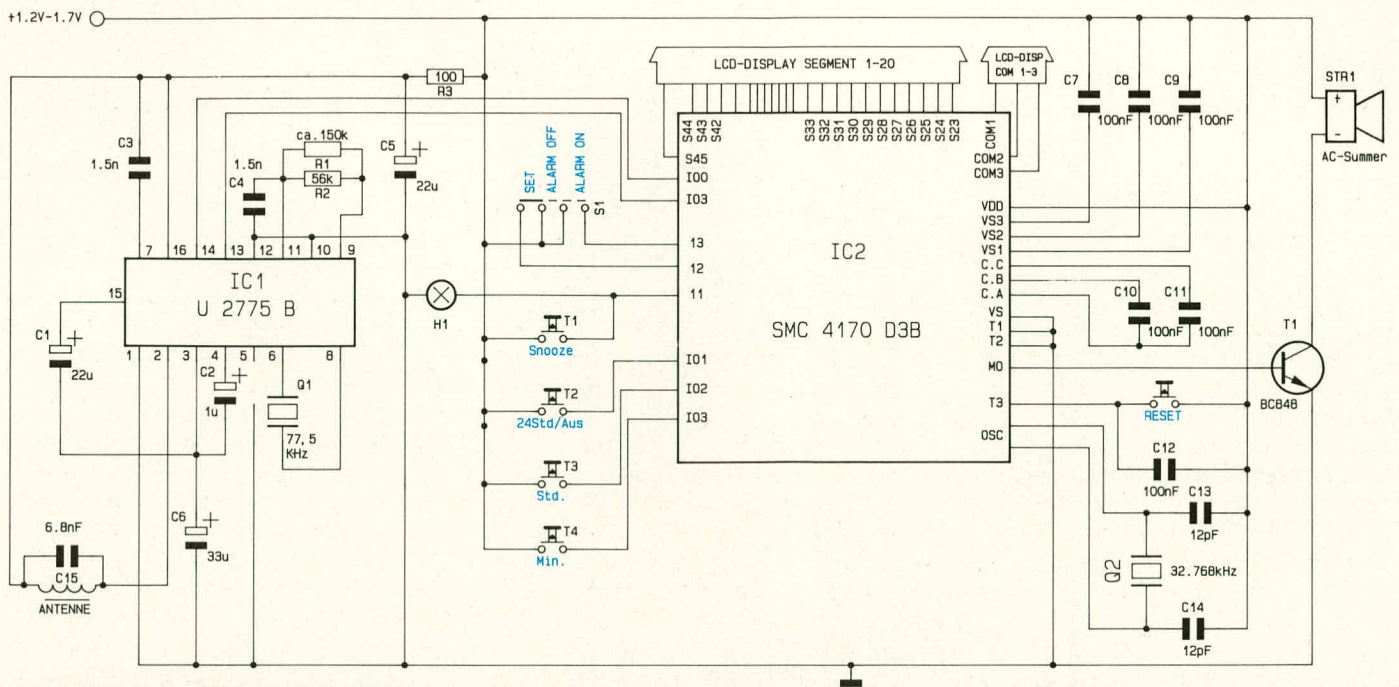 +1.2V-1.7V
LCD-DISPLAY SEGMENT 1-20
LCD-DISP
COM 1-3
100
R3
C7
100nF
C8
100nF
C9
100nF
STR1
+
-
AC-Summer
C3
1.5n
ca.150k
R1
56k
R2
1.5n
C4
C5
+
22u
SET
ALARM OFF
ALARM ON
S1
S44
S43
S42
S33
S32
S31
S30
S29
S28
S27
S26
S25
S24
S23
COM1
S45
I00
I03
13
12
11
I01
I02
I03
COM2
COM3
VDD
VS3
VS2
VS1
C.C
C.B
C.A
VS
T1
T2
M0
T3
OSC
IC2
SMC 4170 D3B
7
16
14
13
12
11
10
9
IC1
U 2775 B
15
1
2
3
4
5
6
8
C1
+
22u
C2
+
1u
Q1
77,5
KHz
C6
+
33u
6.8nF
C15
ANTENNE
H1
T1
Snooze
T2
24Std/Aus
T3
Std.
T4
Min.
C10
100nF
C11
100nF
T1
BC848
RESET
C12
100nF
C13
12pF
Q2
32.768kHz
C14
12pF